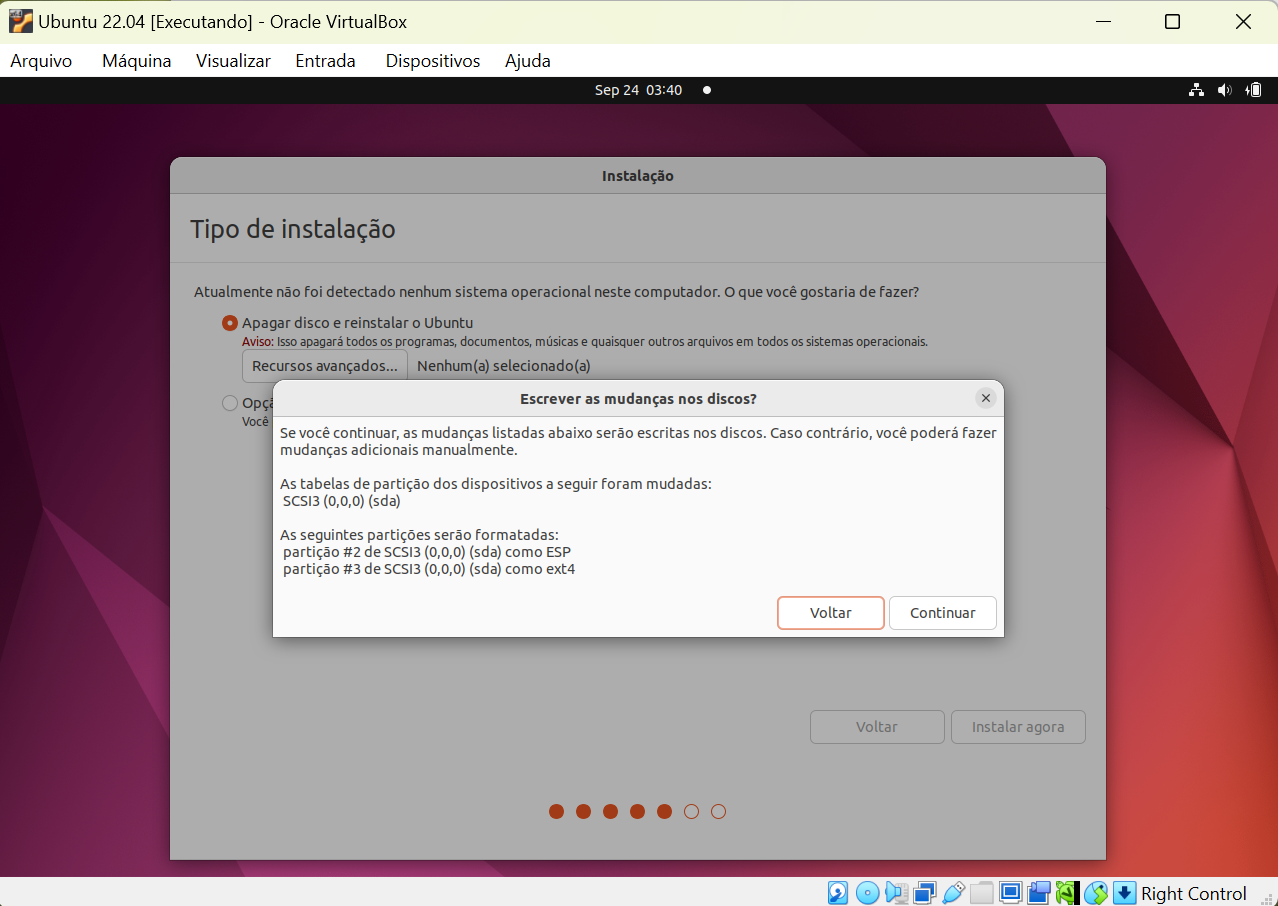 Ubuntu 22.04 [Executando] - Oracle VirtualBox
Arquivo Máquina Visualizar Entrada Dispositivos Ajuda
Sep 24 03:40
Instalação
Tipo de instalação
Atualmente não foi detectado nenhum sistema operacional neste computador. O que você gostaria de fazer?
Apagar disco e reinstalar o Ubuntu
Aviso: Isso apagará todos os programas, documentos, músicas e quaisquer outros arquivos em todos os sistemas operacionais.
Recursos avançados... Nenhum(a) selecionado(a)
Opçã
Você
Escrever as mudanças nos discos?
Se você continuar, as mudanças listadas abaixo serão escritas nos discos. Caso contrário, você poderá fazer
mudanças adicionais manualmente.
As tabelas de partição dos dispositivos a seguir foram mudadas:
SCSI3 (0,0,0) (sda)
As seguintes partições serão formatadas:
partição #2 de SCSI3 (0,0,0) (sda) como ESP
partição #3 de SCSI3 (0,0,0) (sda) como ext4
Voltar Continuar
Voltar Instalar agora
Right Control